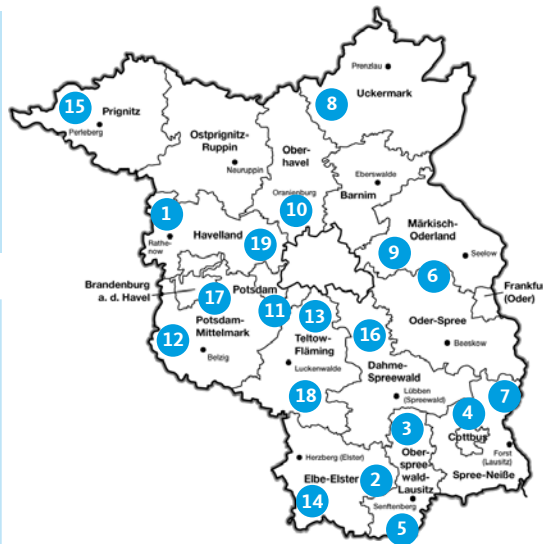 Prenzlau
8
Uckermark
15
Prignitz
Perleberg
Ostprignitz-
Ruppin
Neuruppin
Ober-
havel
Eberswalde
Barnim
Oranienburg
10
1
Rathe-
now
Havelland
19
Märkisch-
Oderland
9
Seelow
6
Brandenburg
a. d. Havel
17
Potsdam
11
Frankfurt
(Oder)
Potsdam-
Mittelmark
12
Belzig
13
Teltow-
Fläming
Luckenwalde
16
Oder-Spree
Beeskow
Dahme-
Spreewald
Lübben
(Spreewald)
18
7
4
Cottbus
3
Forst
(Lausitz)
Herzberg (Elster)
Ober-
spree-
wald-
Lausitz
Elbe-Elster
2
Spree-Neiße
14
Senftenberg
5